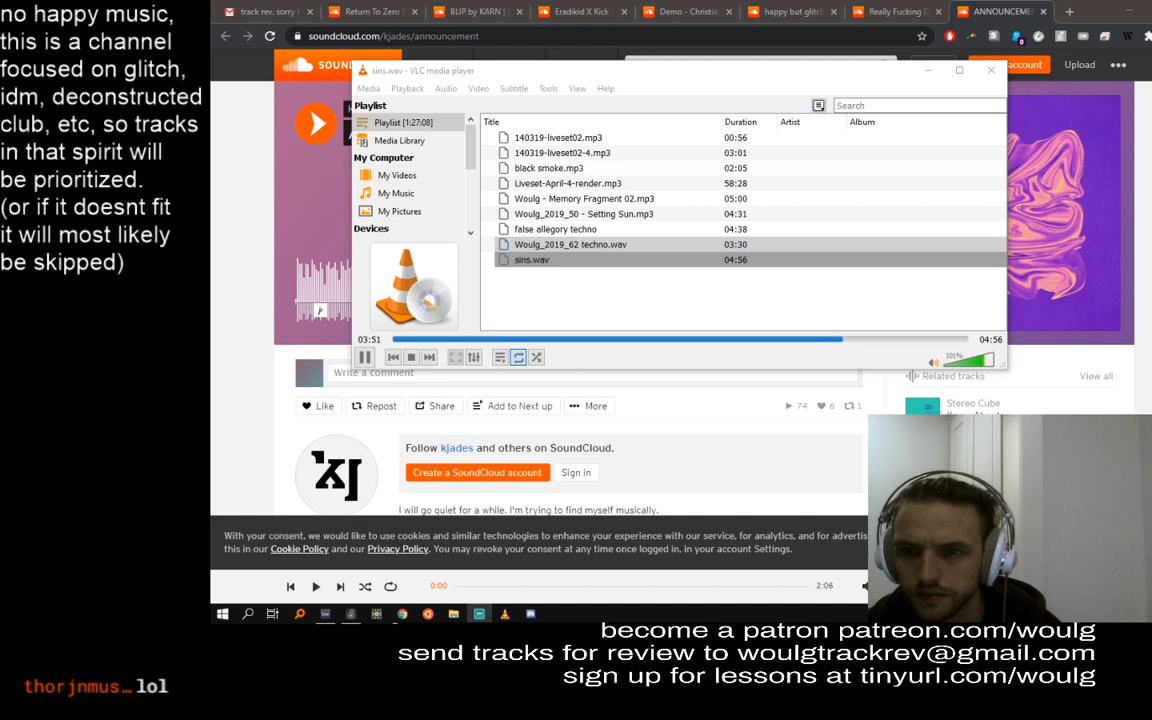 no happy music,
this is a channel
focused on glitch,
idm, deconstructed
club, etc, so tracks
in that spirit will
be prioritized.
(or if it doesnt fit
it will most likely
be skipped)
thorjnmus_ lol
track rev. sorry f
Return To Zero
BLIP by KARN |
Eradikid X Kick -
Demo - Christia
happy but glitc
Really Fucking D
ANNOUNCEMEN
soundcloud.com/kjades/announcement
SOUN
account
Upload
sins.wav - VLC media player
Media Playback Audio Video Subtitle Tools View Help
Playlist
Search
Playlist [1:27:08]
Media Library
My Computer
My Videos
My Music
My Pictures
Devices
Title Duration Artist Album
140319-liveset02.mp3 00:56
140319-liveset02-4.mp3 03:01
black smoke.mp3 02:05
Liveset-April-4-render.mp3 58:28
Woulg - Memory Fragment 02.mp3 05:00
Woulg_2019_50 - Setting Sun.mp3 04:31
false allegory techno 04:38
Woulg_2019_62 techno.wav 03:30
sins.wav 04:56
03:51 04:56
101%
Write a comment
Related tracks View all
Like Repost Share Add to Next up More
74 6 1
Stereo Cube
kj
Follow kjades and others on SoundCloud.
Create a SoundCloud account Sign in
I will go quiet for a while. I'm trying to find myself musically.
With your consent, we would like to use cookies and similar technologies to enhance your experience with our service, for analytics, and for advertis
this in our Cookie Policy and our Privacy Policy. You may revoke your consent at any time once logged in, in your account Settings.
0:00 2:06
become a patron patreon.com/woulg
send tracks for review to woulgtrackrev@gmail.com
sign up for lessons at tinyurl.com/woulg